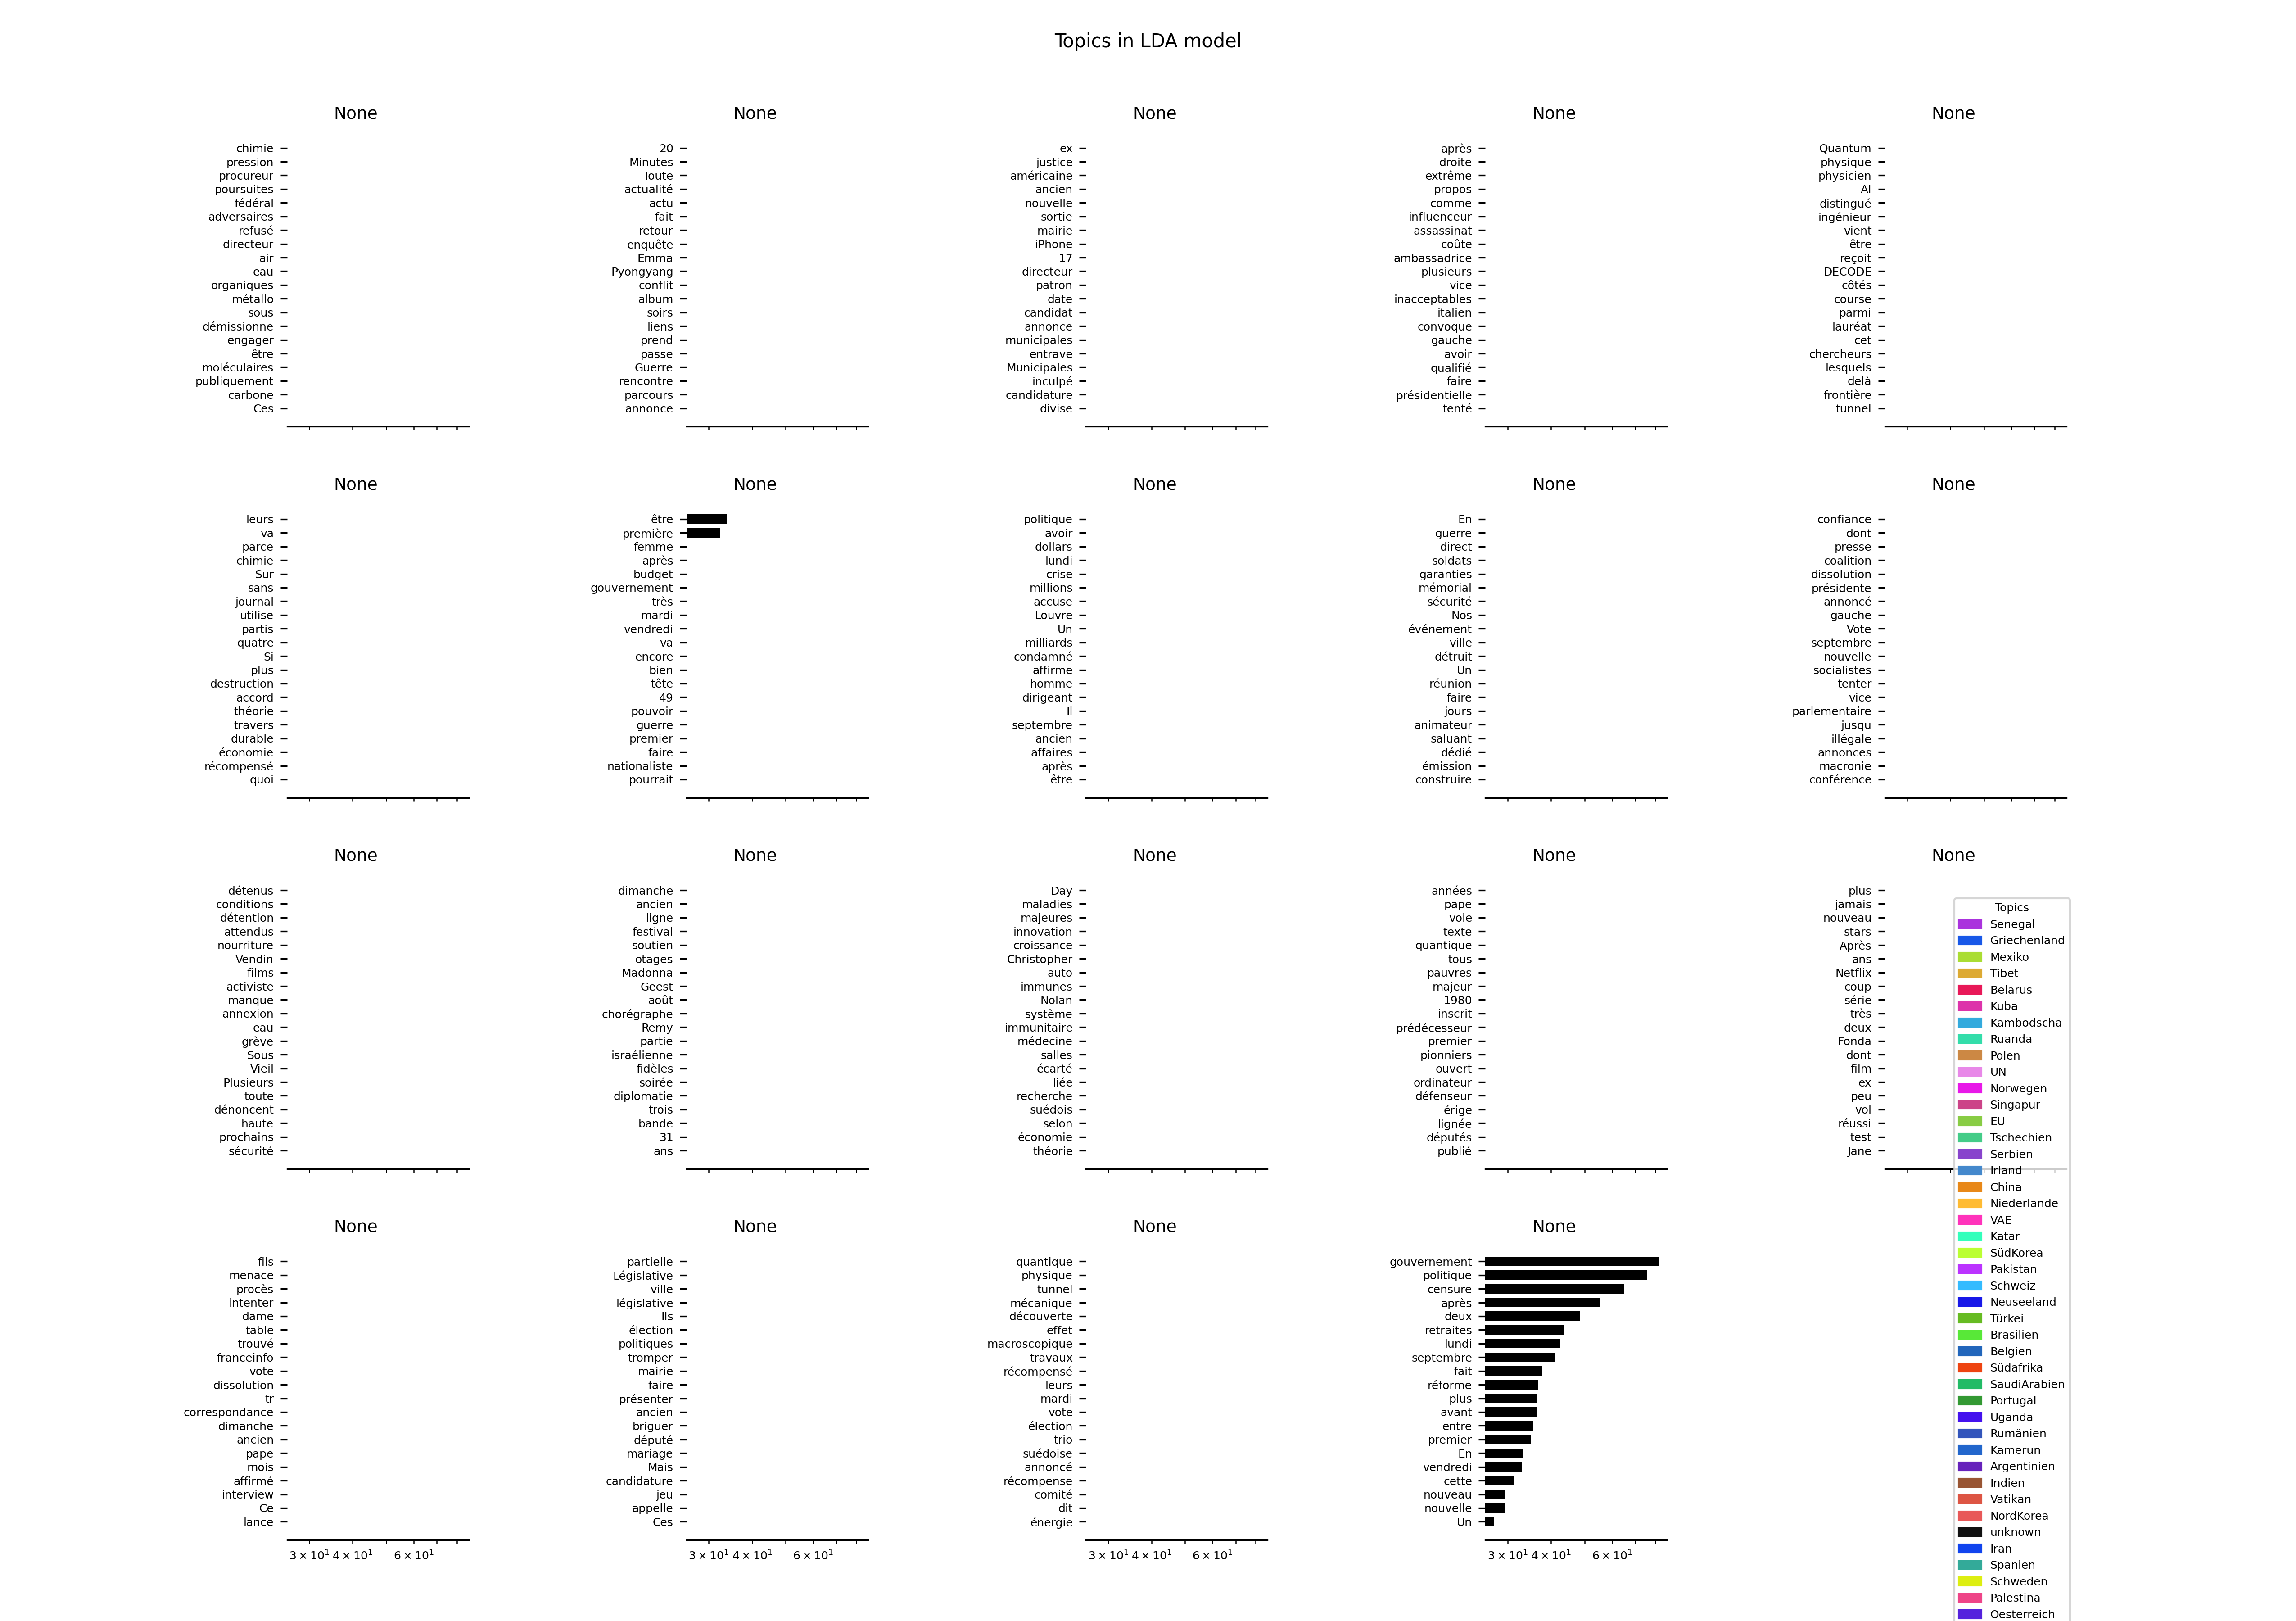 Topics in LDA model
None
chimie
pression
procureur
poursuites
fédéral
adversaires
refusé
directeur
air
eau
organiques
métallo
sous
démissionne
engager
être
moléculaires
publiquement
carbone
Ces
None
20
Minutes
Toute
actualité
actu
fait
retour
enquête
Emma
Pyongyang
conflit
album
soirs
liens
prend
passe
Guerre
rencontre
parcours
annonce
None
ex
justice
américaine
ancien
nouvelle
sortie
mairie
iPhone
17
directeur
patron
date
candidat
annonce
municipales
entrave
Municipales
inculpé
candidature
divise
None
après
droite
extrême
propos
comme
influenceur
assassinat
coûte
ambassadrice
plusieurs
vice
inacceptables
italien
convoque
gauche
avoir
qualifié
faire
présidentielle
tenté
None
Quantum
physique
physicien
AI
distingué
ingénieur
vient
être
reçoit
DECODE
côtés
course
parmi
lauréat
cet
chercheurs
lesquels
delà
frontière
tunnel
None
leurs
va
parce
chimie
Sur
sans
journal
utilise
partis
quatre
Si
plus
destruction
accord
théorie
travers
durable
économie
récompensé
quoi
None
être
première
femme
après
budget
gouvernement
très
mardi
vendredi
va
encore
bien
tête
49
pouvoir
guerre
premier
faire
nationaliste
pourrait
None
politique
avoir
dollars
lundi
crise
millions
accuse
Louvre
Un
milliards
condamné
affirme
homme
dirigeant
Il
septembre
ancien
affaires
après
être
None
En
guerre
direct
soldats
garanties
mémorial
sécurité
Nos
événement
ville
détruit
Un
réunion
faire
jours
animateur
saluant
dédié
émission
construire
None
confiance
dont
presse
coalition
dissolution
présidente
annoncé
gauche
Vote
septembre
nouvelle
socialistes
tenter
vice
parlementaire
jusqu
illégale
annonces
macronie
conférence
None
détenus
conditions
détention
attendus
nourriture
Vendin
films
activiste
manque
annexion
eau
grève
Sous
Vieil
Plusieurs
toute
dénoncent
haute
prochains
sécurité
None
dimanche
ancien
ligne
festival
soutien
otages
Madonna
Geest
août
chorégraphe
Remy
partie
israélienne
fidèles
soirée
diplomatie
trois
bande
31
ans
None
Day
maladies
majeures
innovation
croissance
Christopher
auto
immunes
Nolan
système
immunitaire
médecine
salles
écarté
liée
recherche
suédois
selon
économie
théorie
None
années
pape
voie
texte
quantique
tous
pauvres
majeur
1980
inscrit
prédécesseur
premier
pionniers
ouvert
ordinateur
défenseur
érige
lignée
députés
publié
None
plus
jamais
nouveau
stars
Après
ans
Netflix
coup
série
très
deux
Fonda
dont
film
ex
peu
vol
réussi
test
Jane
None
fils
menace
procès
intenter
dame
table
trouvé
franceinfo
vote
dissolution
tr
correspondance
dimanche
ancien
pape
mois
affirmé
interview
Ce
lance
3 × 10¹ 4 × 10¹ 6 × 10¹
None
partielle
Législative
ville
législative
Ils
élection
politiques
tromper
mairie
faire
présenter
ancien
briguer
député
mariage
Mais
candidature
jeu
appelle
Ces
3 × 10¹ 4 × 10¹ 6 × 10¹
None
quantique
physique
tunnel
mécanique
découverte
effet
macroscopique
travaux
récompensé
leurs
mardi
vote
élection
trio
suédoise
annoncé
récompense
comité
dit
énergie
3 × 10¹ 4 × 10¹ 6 × 10¹
None
gouvernement
politique
censure
après
deux
retraites
lundi
septembre
fait
réforme
plus
avant
entre
premier
En
vendredi
cette
nouveau
nouvelle
Un
3 × 10¹ 4 × 10¹ 6 × 10¹
Topics
Senegal
Griechenland
Mexiko
Tibet
Belarus
Kuba
Kambodscha
Ruanda
Polen
UN
Norwegen
Singapur
EU
Tschechien
Serbien
Irland
China
Niederlande
VAE
Katar
SüdKorea
Pakistan
Schweiz
Neuseeland
Türkei
Brasilien
Belgien
Südafrika
SaudiArabien
Portugal
Uganda
Rumänien
Kamerun
Argentinien
Indien
Vatikan
NordKorea
unknown
Iran
Spanien
Schweden
Palestina
Oesterreich